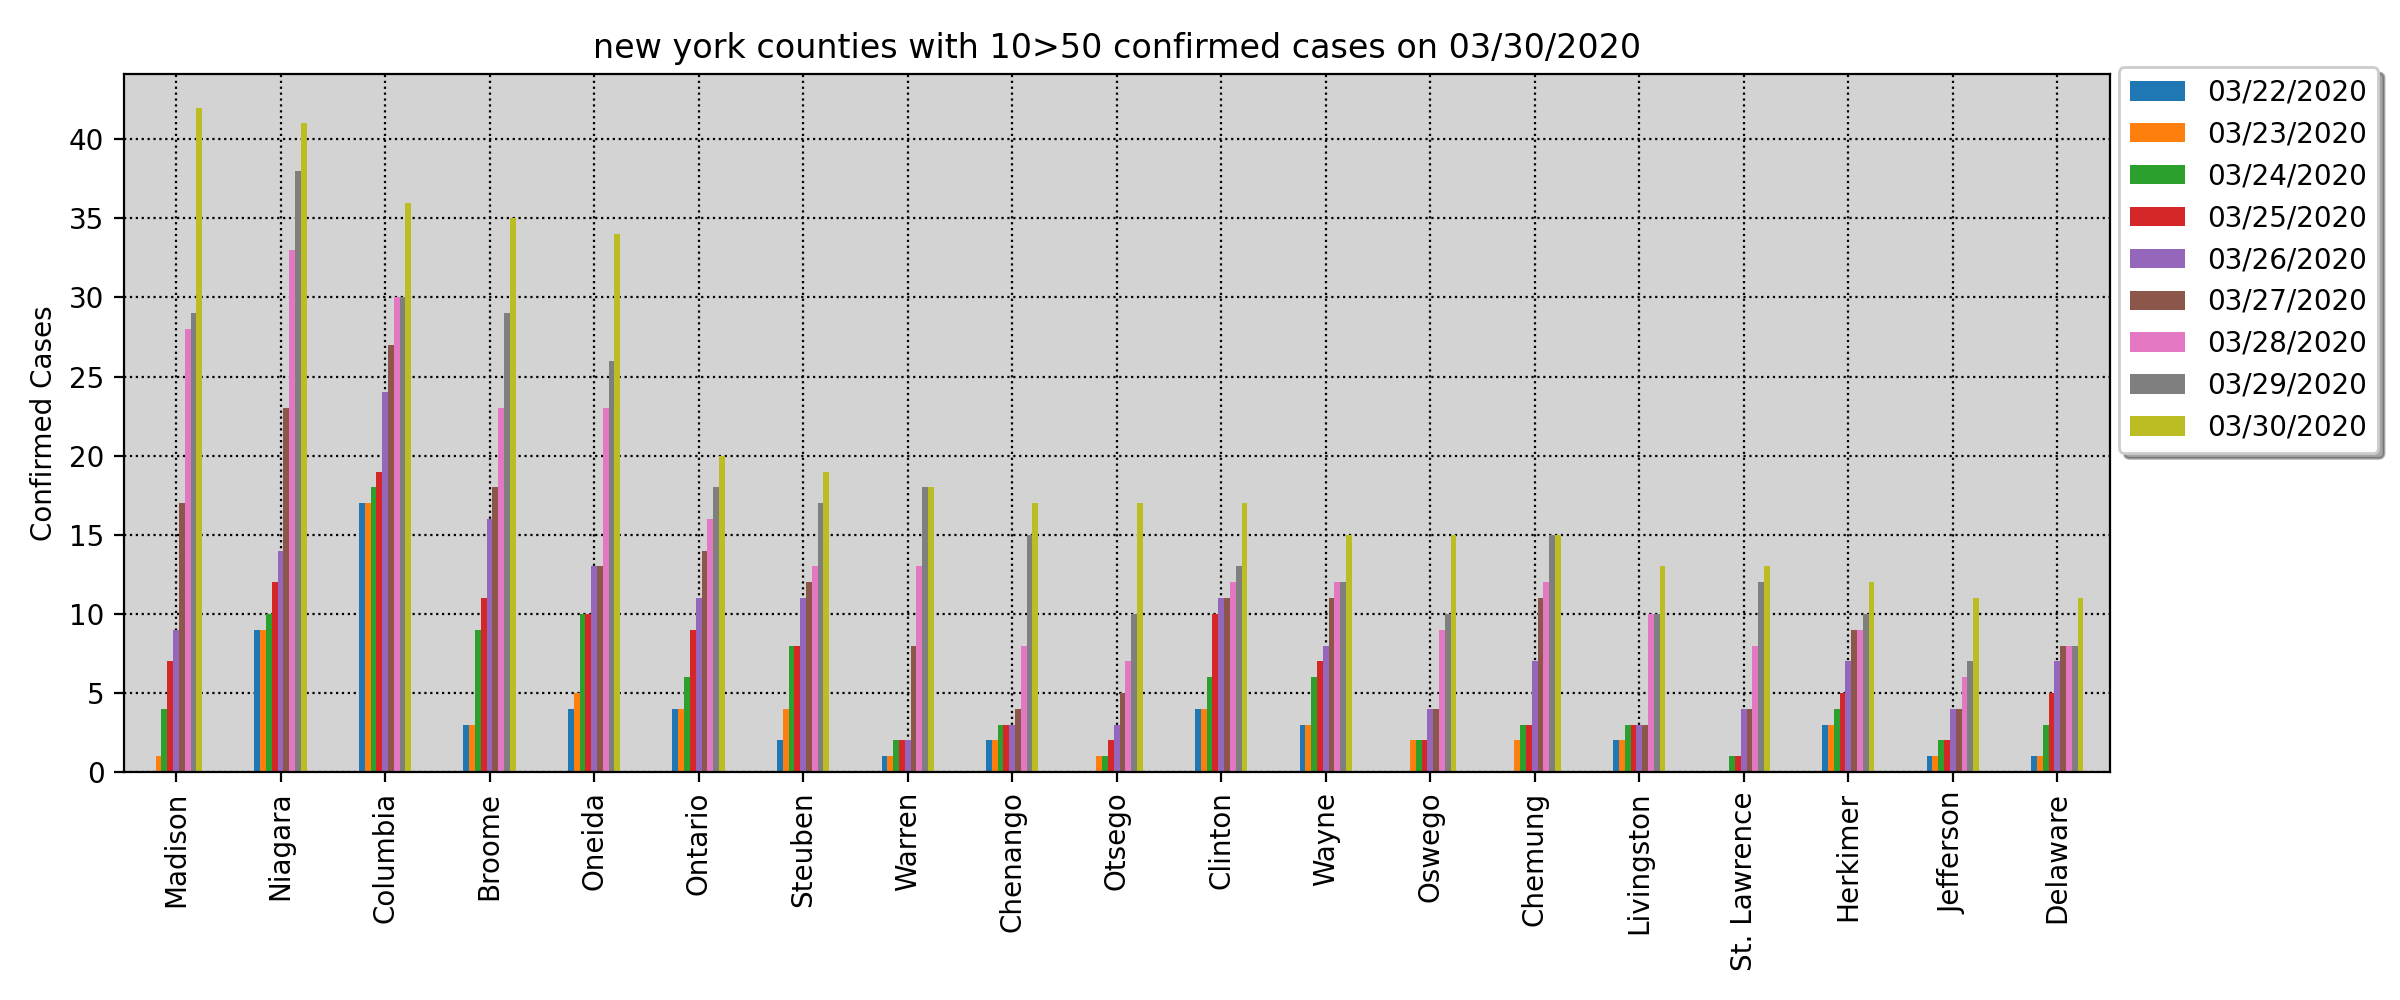 new york counties with 10>50 confirmed cases on 03/30/2020
Confirmed Cases
40
35
30
25
20
15
10
5
0
Madison
Niagara
Columbia
Broome
Oneida
Ontario
Steuben
Warren
Chenango
Otsego
Clinton
Wayne
Oswego
Chemung
Livingston
St. Lawrence
Herkimer
Jefferson
Delaware
03/22/2020
03/23/2020
03/24/2020
03/25/2020
03/26/2020
03/27/2020
03/28/2020
03/29/2020
03/30/2020